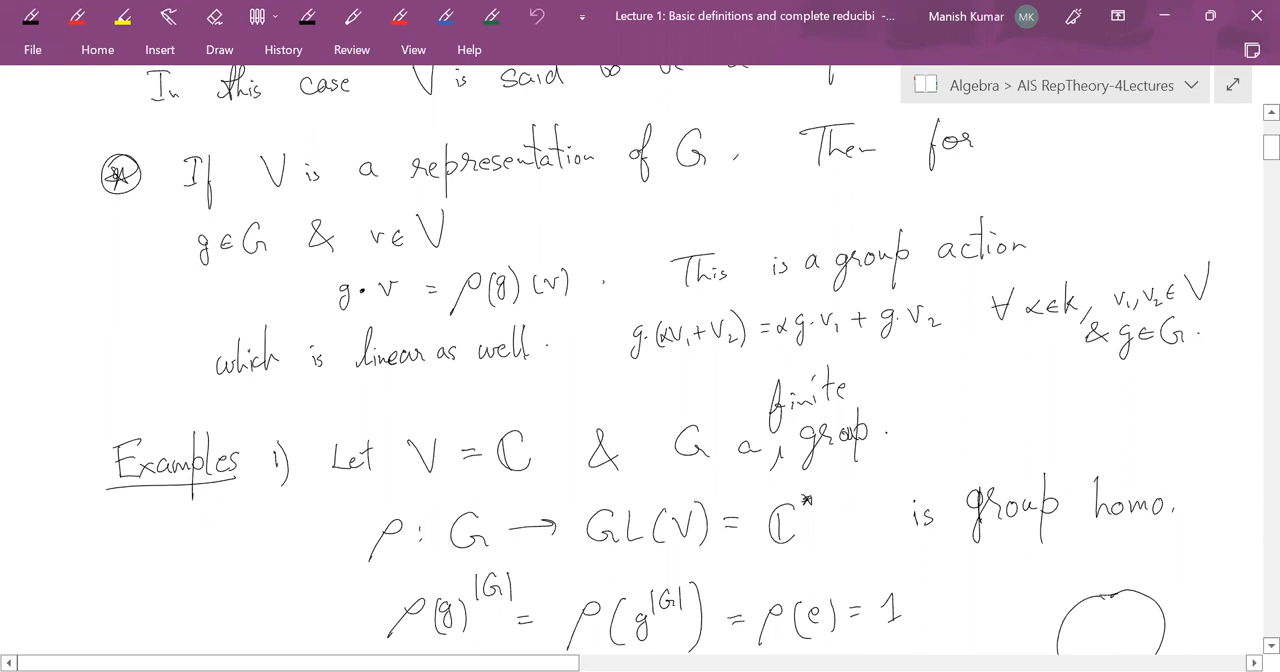 Lecture 1: Basic definitions and complete reducibi -...
Manish Kumar MK
File Home Insert Draw History Review View Help
Algebra > AIS RepTheory-4Lectures
In this case V is said to be a
If V is a representation of G. Then for
g ∈ G & v ∈ V
g · v = ρ(g)(v). This is a group action
which is linear as well. g·(αv₁+v₂) = αg·v₁ + g·v₂ ∀ α∈k, v₁,v₂∈V & g∈G.
Examples 1) Let V = ℂ & G a finite group.
ρ : G → GL(V) = ℂ* is group homo.
ρ(g)^|G| = ρ(g^|G|) = ρ(e) = 1